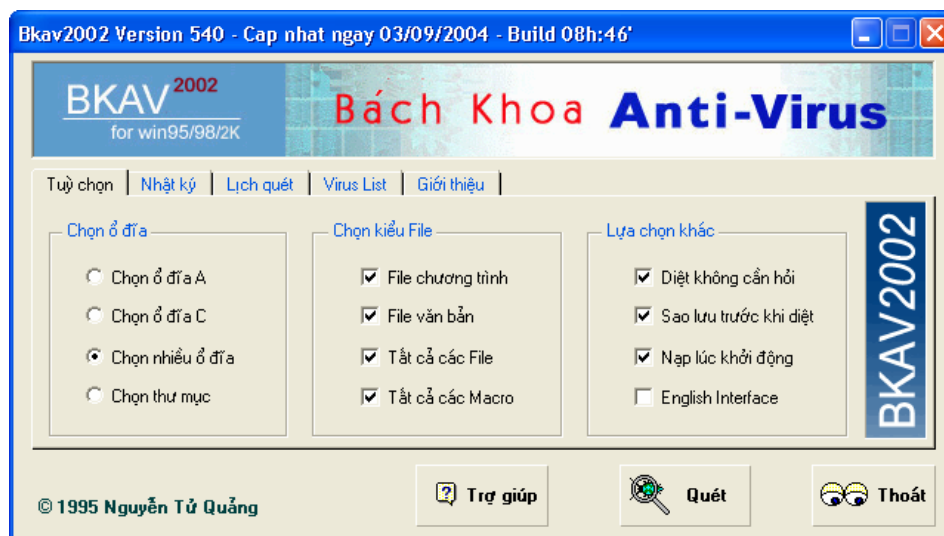 Bkav2002 Version 540 - Cap nhat ngay 03/09/2004 - Build 08h:46'
BKAV 2002
for win95/98/2K
Bách Khoa Anti-Virus
Tuỳ chọn Nhật ký Lịch quét Virus List Giới thiệu
Chọn ổ đĩa
Chọn ổ đĩa A
Chọn ổ đĩa C
Chọn nhiều ổ đĩa
Chọn thư mục
Chọn kiểu File
File chương trình
File văn bản
Tất cả các File
Tất cả các Macro
Lựa chọn khác
Diệt không cần hỏi
Sao lưu trước khi diệt
Nạp lúc khởi động
English Interface
BKAV2002
© 1995 Nguyễn Tử Quảng
Trợ giúp
Quét
Thoát